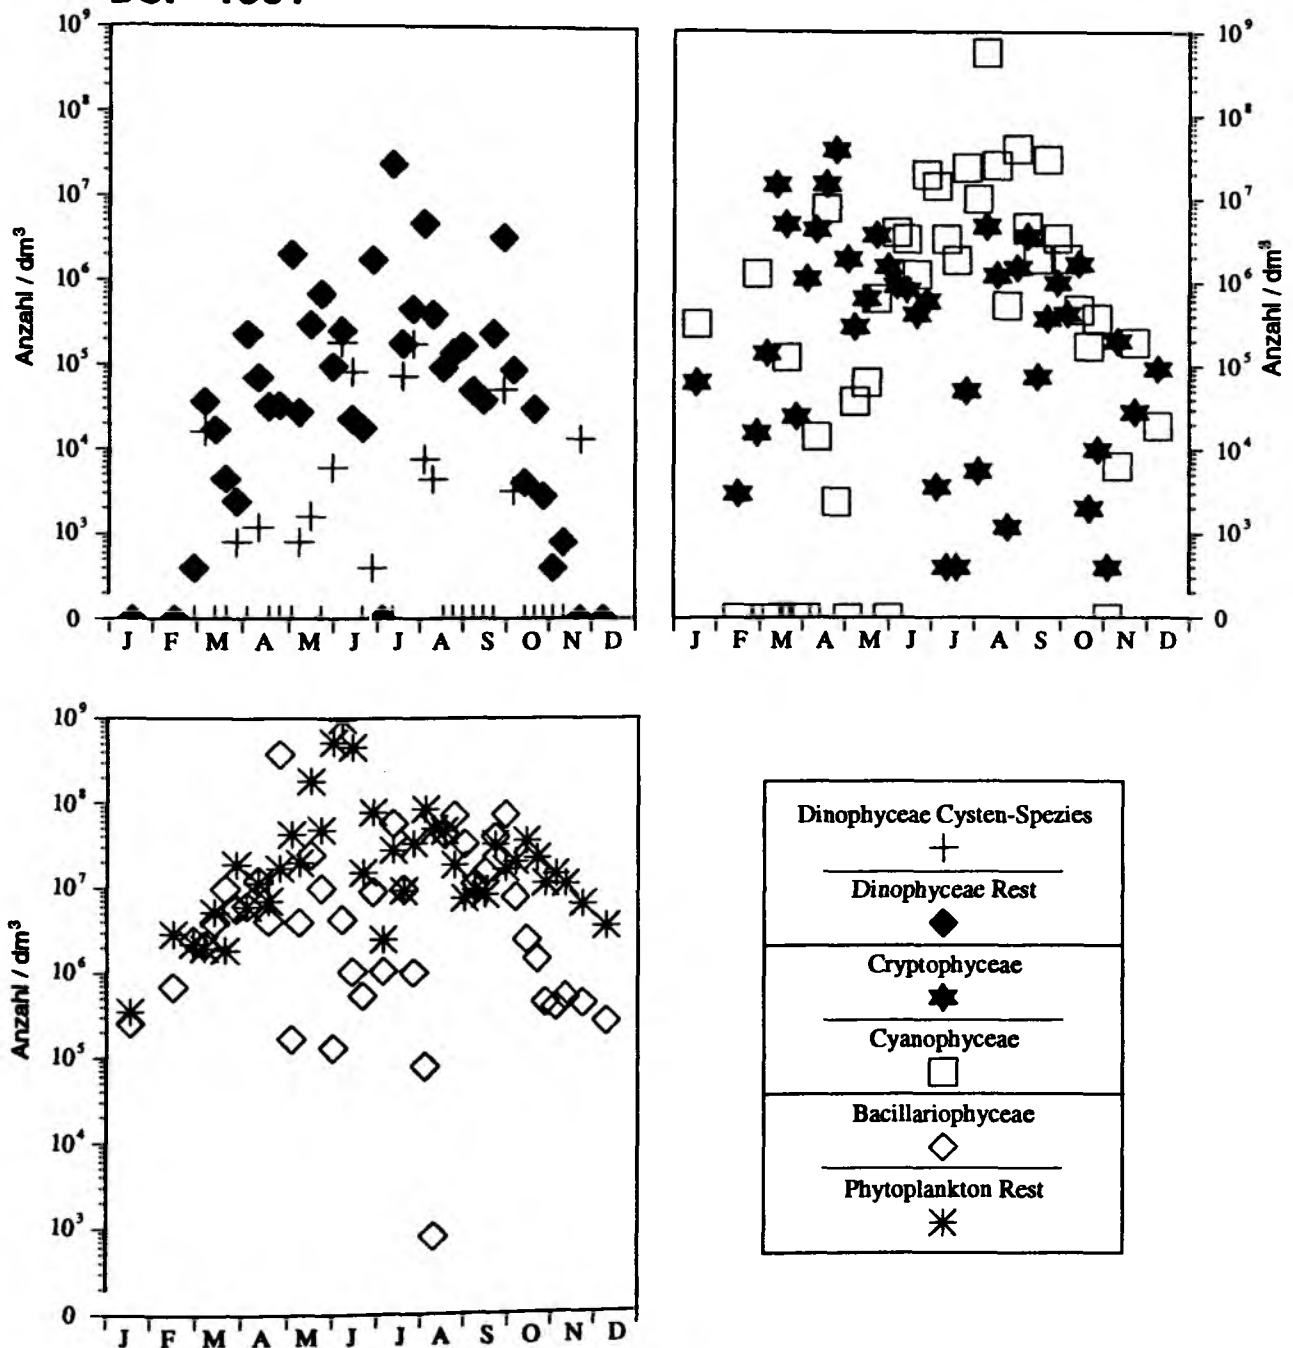 10⁹
10⁸
10⁷
10⁶
10⁵
10⁴
10³
0
Anzahl / dm³
J F M A M J J A S O N D
10⁹
10⁸
10⁷
10⁶
10⁵
10⁴
10³
0
Anzahl / dm³
J F M A M J J A S O N D
10⁹
10⁸
10⁷
10⁶
10⁵
10⁴
10³
0
Anzahl / dm³
J F M A M J J A S O N D
Dinophyceae Cysten-Spezies
Dinophyceae Rest
Cryptophyceae
Cyanophyceae
Bacillariophyceae
Phytoplankton Rest